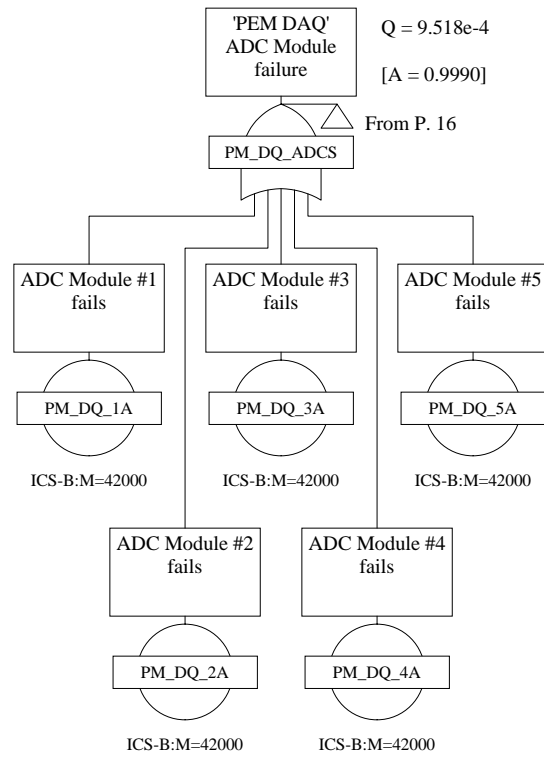 'PEM DAQ'
ADC Module
failure
Q = 9.518e-4
[A = 0.9990]
From P. 16
PM_DQ_ADCS
ADC Module #1
fails
ADC Module #3
fails
ADC Module #5
fails
PM_DQ_1A
PM_DQ_3A
PM_DQ_5A
ICS-B:M=42000
ICS-B:M=42000
ICS-B:M=42000
ADC Module #2
fails
ADC Module #4
fails
PM_DQ_2A
PM_DQ_4A
ICS-B:M=42000
ICS-B:M=42000